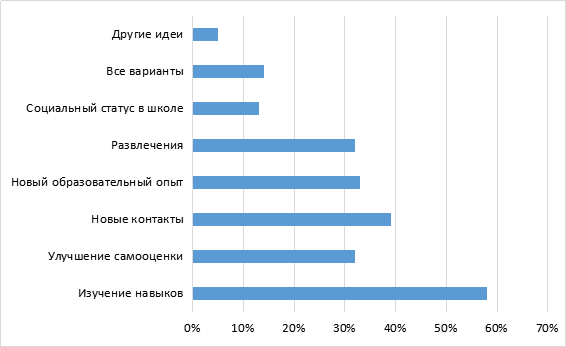 Другие идеи
Все варианты
Социальный статус в школе
Развлечения
Новый образовательный опыт
Новые контакты
Улучшение самооценки
Изучение навыков
0% 10% 20% 30% 40% 50% 60% 70%